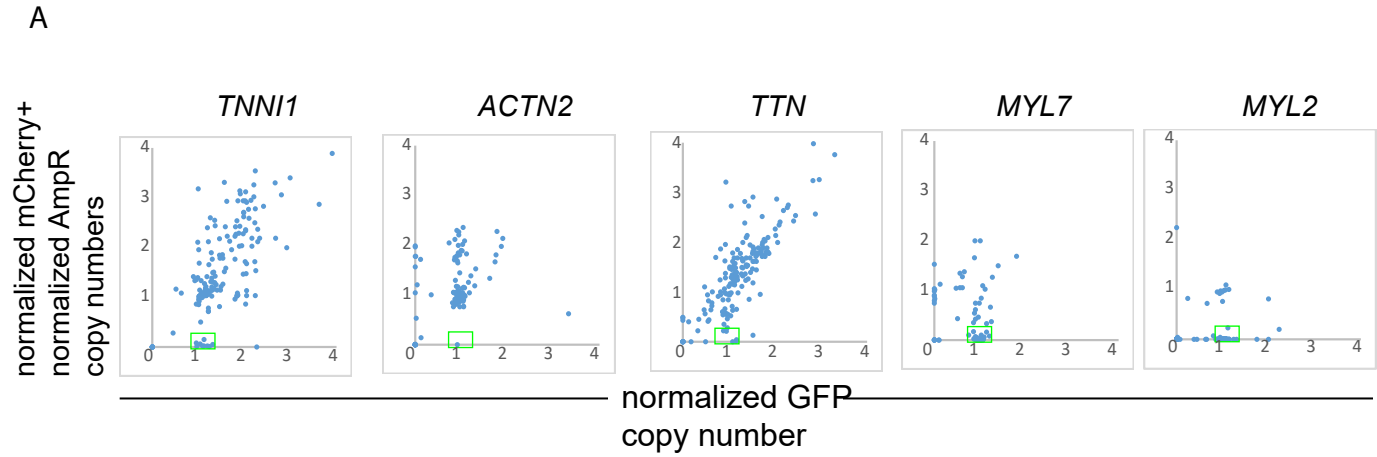 A
TNNI1 ACTN2 TTN MYL7 MYL2
normalized mCherry+
normalized AmpR
copy numbers
4 4 4 4 4
3 3 3 3 3
2 2 2 2 2
1 1 1 1 1
0 1 2 3 4 0 1 2 3 4 0 1 2 3 4 0 1 2 3 4 0 1 2 3 4
normalized GFP
copy number